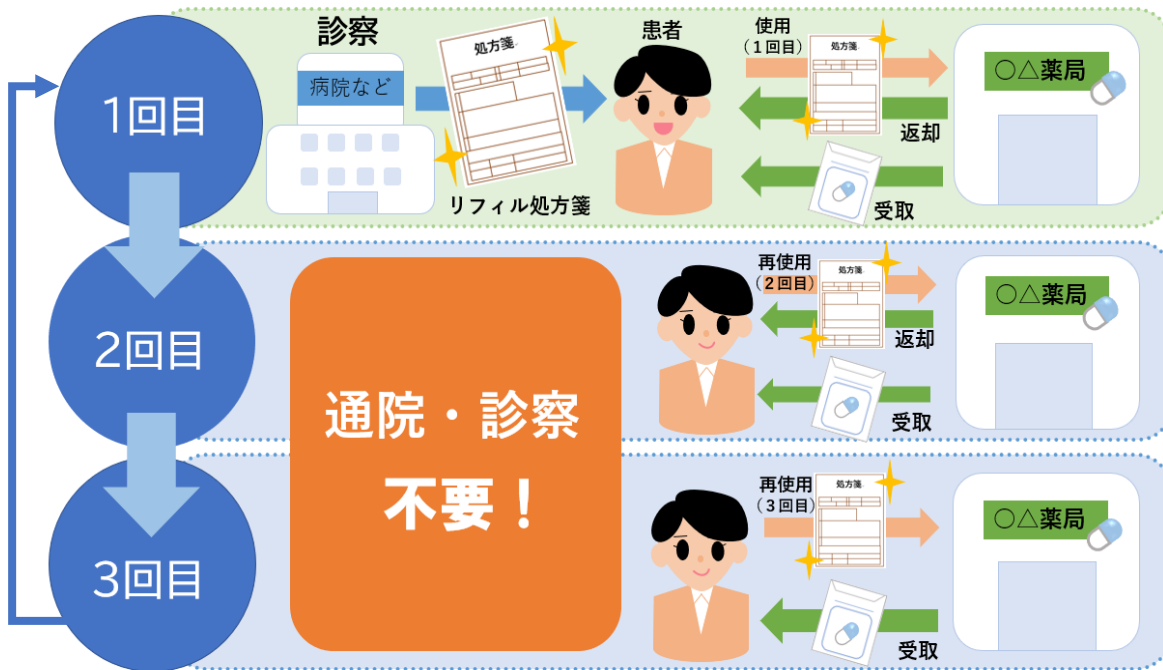 1回目
診察
病院など
処方箋
リフィル処方箋
患者
使用
(1回目)
処方箋
返却
受取
○△薬局
2回目
通院・診察
不要！
再使用
(2回目)
処方箋
返却
受取
○△薬局
3回目
再使用
(3回目)
処方箋
受取
○△薬局